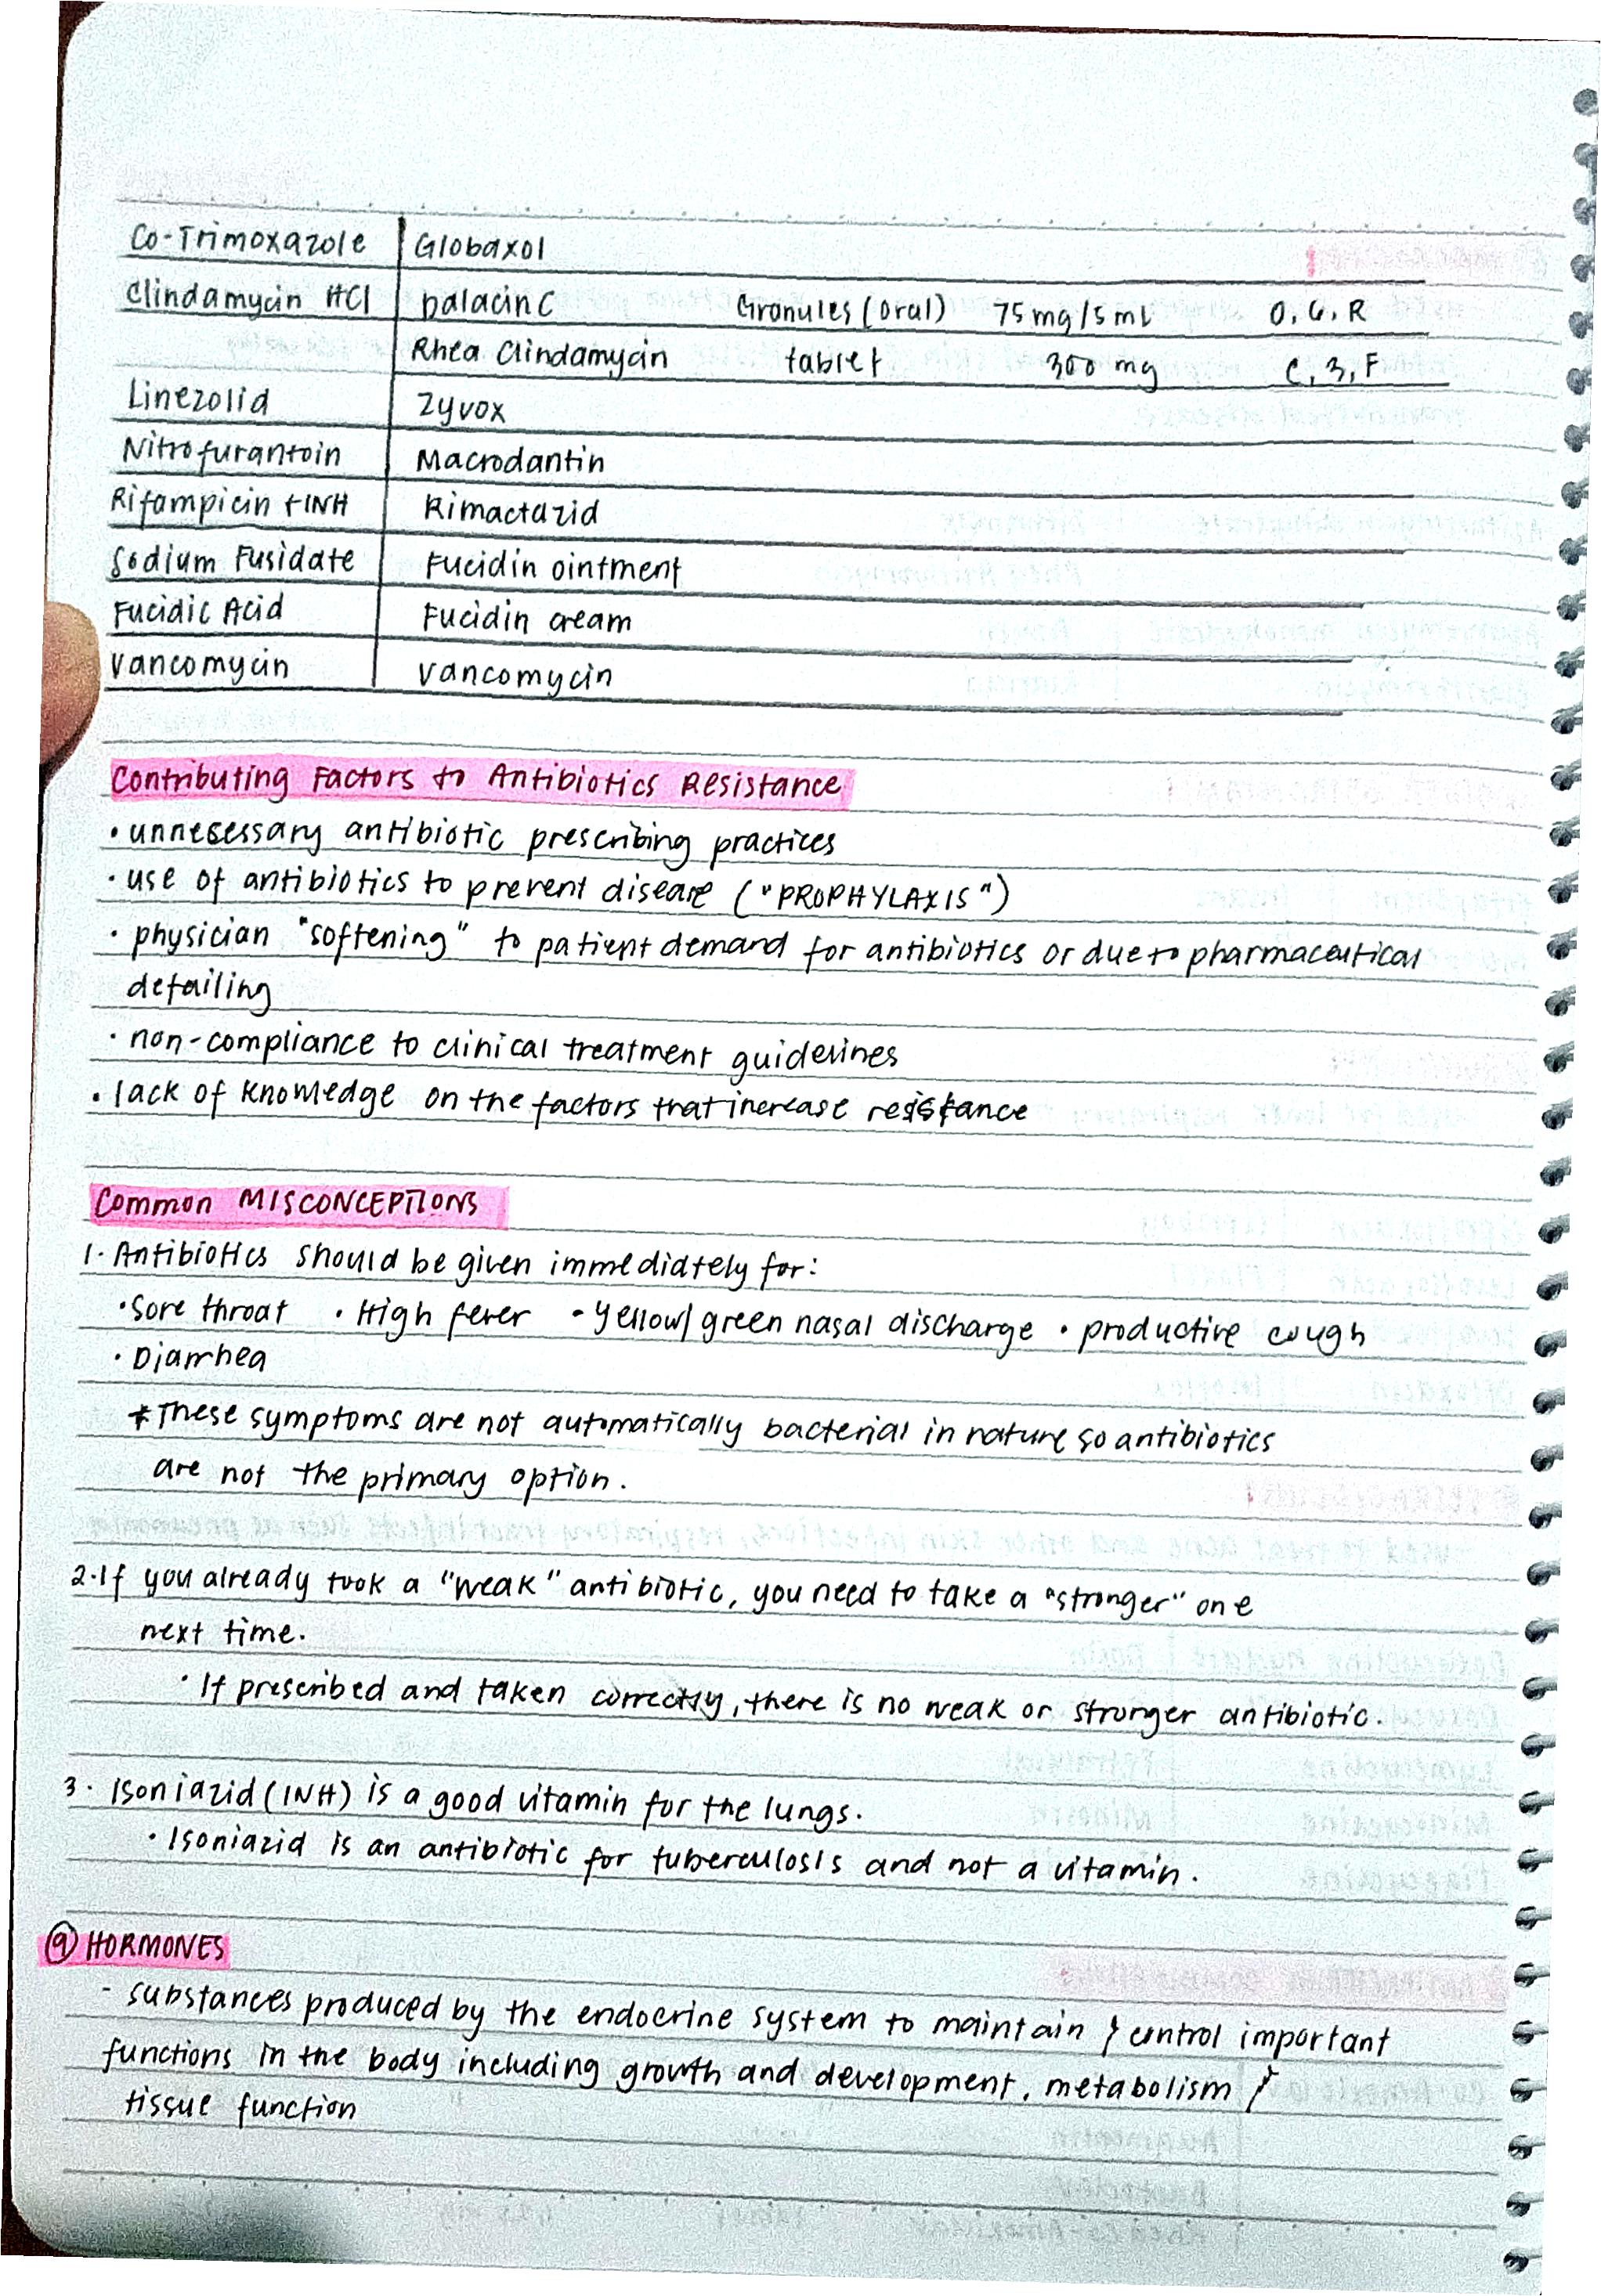 Co-Trimoxazole Globaxol
Clindamycin HCl Dalacin C Granules (oral) 75 mg/5 mL O, G, R
Rhea Clindamycin tablet 300 mg C, 3, F
Linezolid Zyvox
Nitrofurantoin Macrodantin
Rifampicin + INH Rimactazid
Sodium Fusidate Fucidin ointment
Fucidic Acid Fucidin cream
Vancomycin Vancomycin
Contributing Factors to Antibiotics Resistance
• unnecessary antibiotic prescribing practices
• use of antibiotics to prevent disease ("PROPHYLAXIS")
• physician "softening" to patient demand for antibiotics or due to pharmaceutical
detailing
• non-compliance to clinical treatment guidelines
• lack of knowledge on the factors that increase resistance
Common MISCONCEPTIONS
1. Antibiotics should be given immediately for:
• Sore throat • High fever • Yellow/green nasal discharge • productive cough
• Diarrhea
* These symptoms are not automatically bacterial in nature so antibiotics
are not the primary option.
2. If you already took a "weak" antibiotic, you need to take a "stronger" one
next time.
• If prescribed and taken correctly, there is no weak or stronger antibiotic.
3. Isoniazid (INH) is a good vitamin for the lungs.
• Isoniazid is an antibiotic for tuberculosis and not a vitamin.
(9) HORMONES
- substances produced by the endocrine system to maintain & control important
functions in the body including growth and development, metabolism &
tissue function